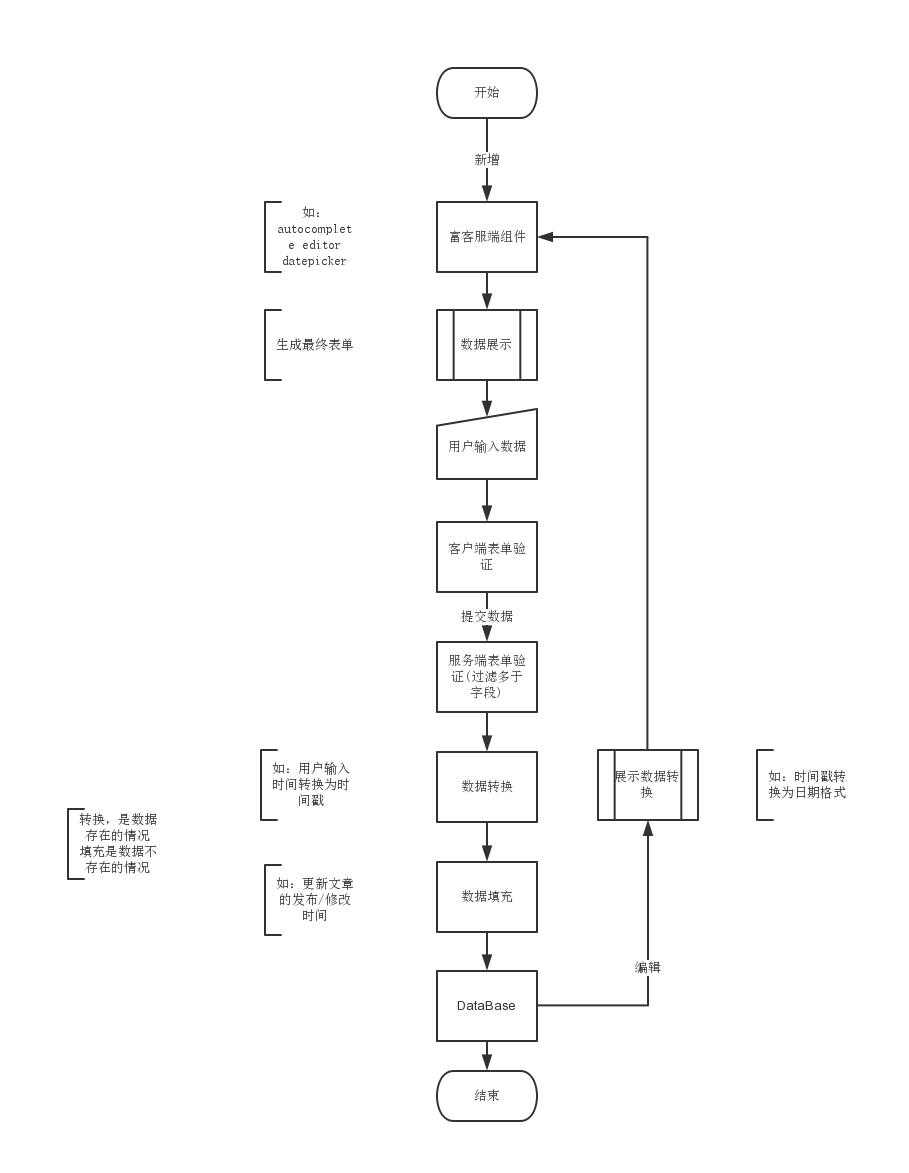 开始
新增
如：
autocomplet
e editor
datepicker
富客服端组件
生成最终表单
数据展示
用户输入数据
客户端表单验
证
提交数据
服务端表单验
证(过滤多于
字段)
如：用户输入
时间转换为时
间戳
数据转换
展示数据转
换
如：时间戳转
换为日期格式
转换，是数据
存在的情况
填充是数据不
存在的情况
如：更新文章
的发布/修改
时间
数据填充
编辑
DataBase
结束